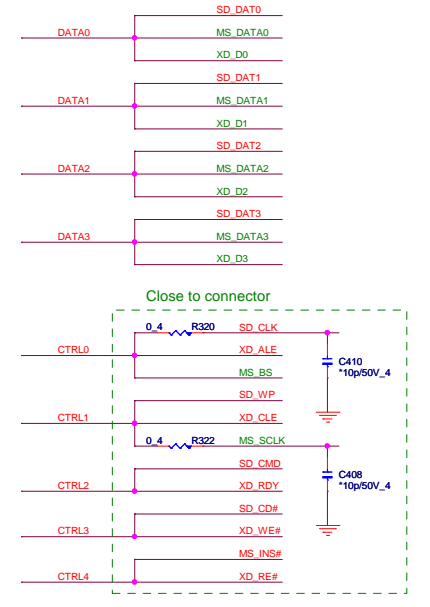 SD_DAT0
DATA0 MS_DATA0
XD_D0
SD_DAT1
DATA1 MS_DATA1
XD_D1
SD_DAT2
DATA2 MS_DATA2
XD_D2
SD_DAT3
DATA3 MS_DATA3
XD_D3
Close to connector
0_4 R320 SD_CLK
CTRL0 XD_ALE
C410
*10p/50V_4
MS_BS
SD_WP
CTRL1 XD_CLE
0_4 R322 MS_SCLK
SD_CMD
C408
*10p/50V_4
CTRL2 XD_RDY
SD_CD#
CTRL3 XD_WE#
MS_INS#
CTRL4 XD_RE#